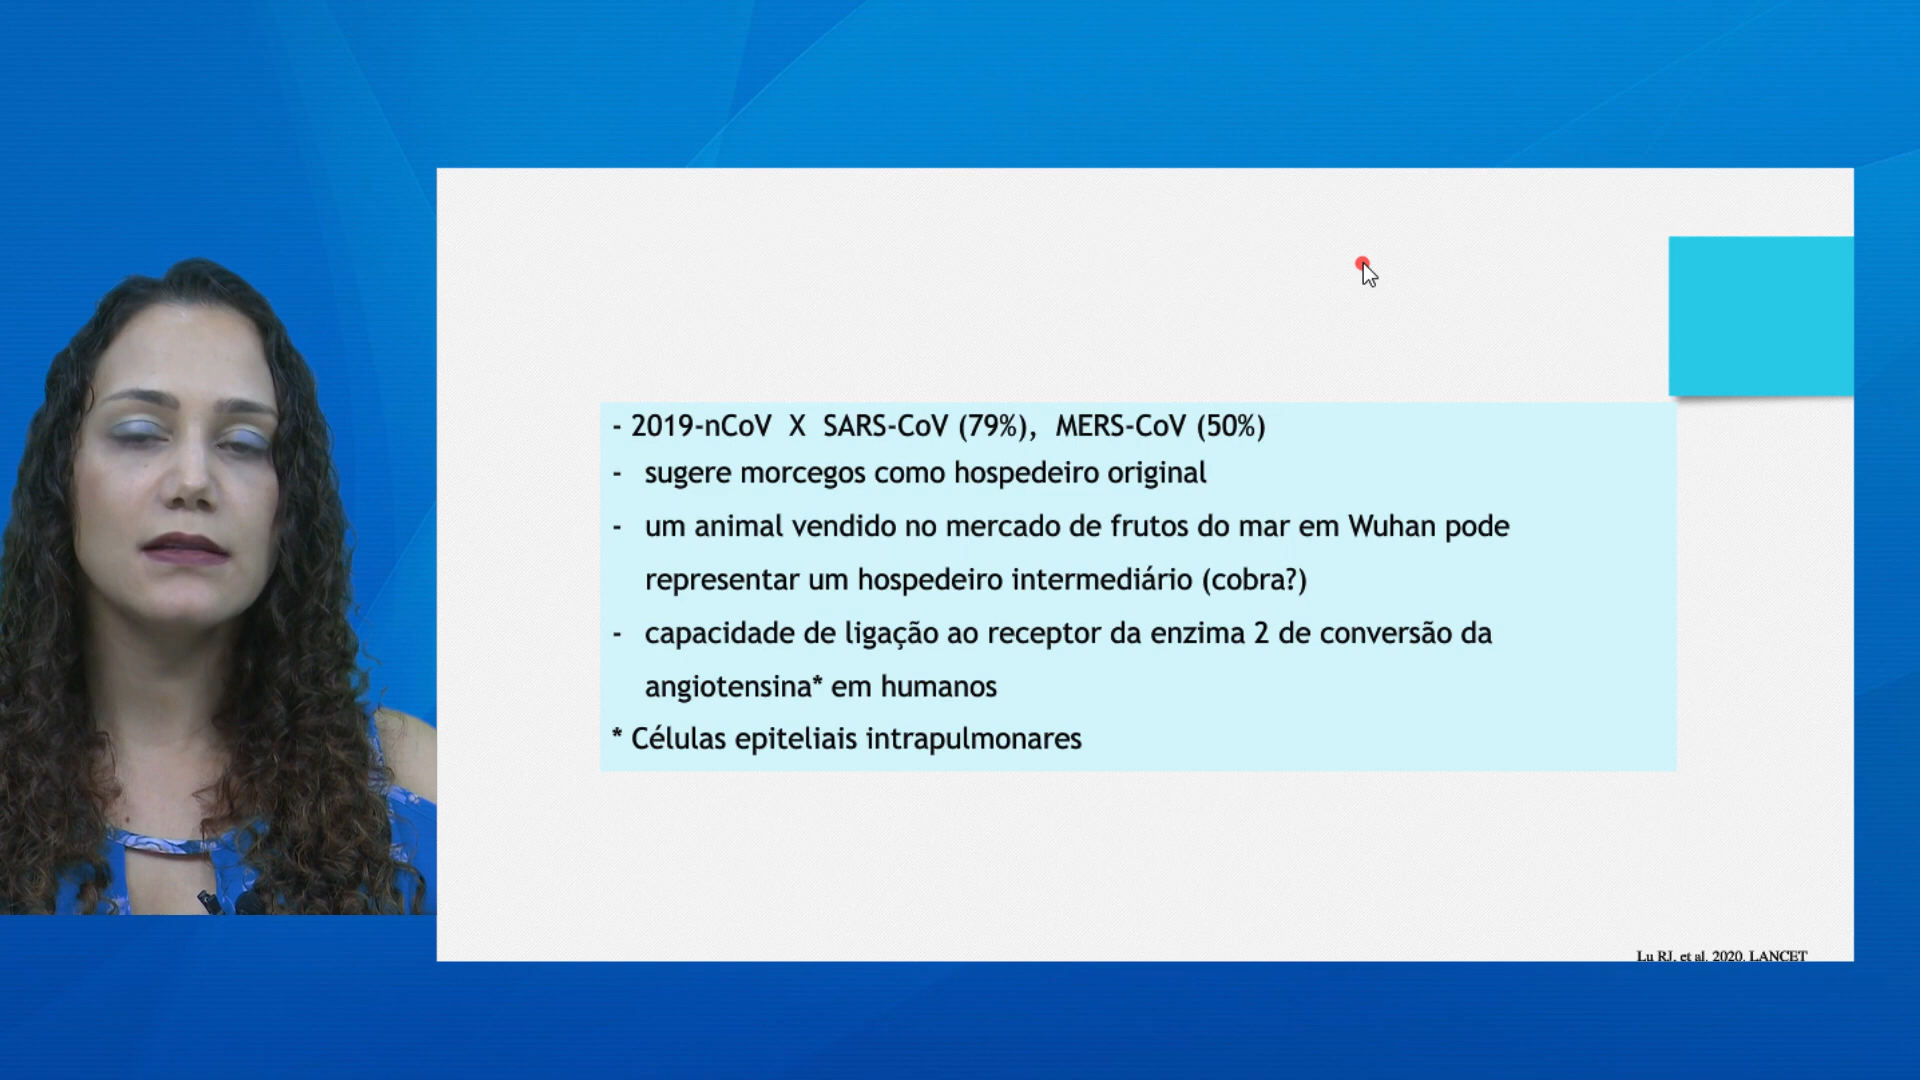 - 2019-nCoV X SARS-CoV (79%), MERS-CoV (50%)
- sugere morcegos como hospedeiro original
- um animal vendido no mercado de frutos do mar em Wuhan pode
representar um hospedeiro intermediário (cobra?)
- capacidade de ligação ao receptor da enzima 2 de conversão da
angiotensina* em humanos
* Células epiteliais intrapulmonares
Lu RJ, et al, 2020, LANCET